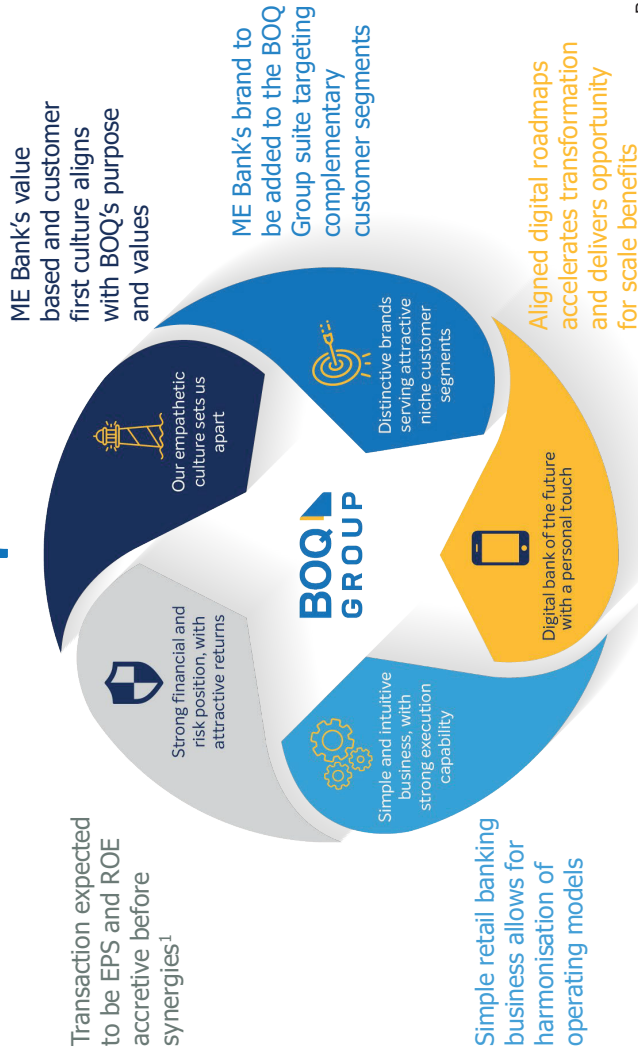 ME Bank's value
based and customer
first culture aligns
with BOQ's purpose
and values
ME Bank's brand to
be added to the BOQ
Group suite targeting
complementary
customer segments
Aligned digital roadmaps
accelerates transformation
and delivers opportunity
for scale benefits
Simple retail banking
business allows for
harmonisation of
operating models
Transaction expected
to be EPS and ROE
accretive before
synergies¹
Our empathetic
culture sets us
apart
Distinctive brands
serving attractive
niche customer
segments
Digital bank of the future
with a personal touch
Simple and intuitive
business, with
strong execution
capability
Strong financial and
risk position, with
attractive returns
BOQ
GROUP